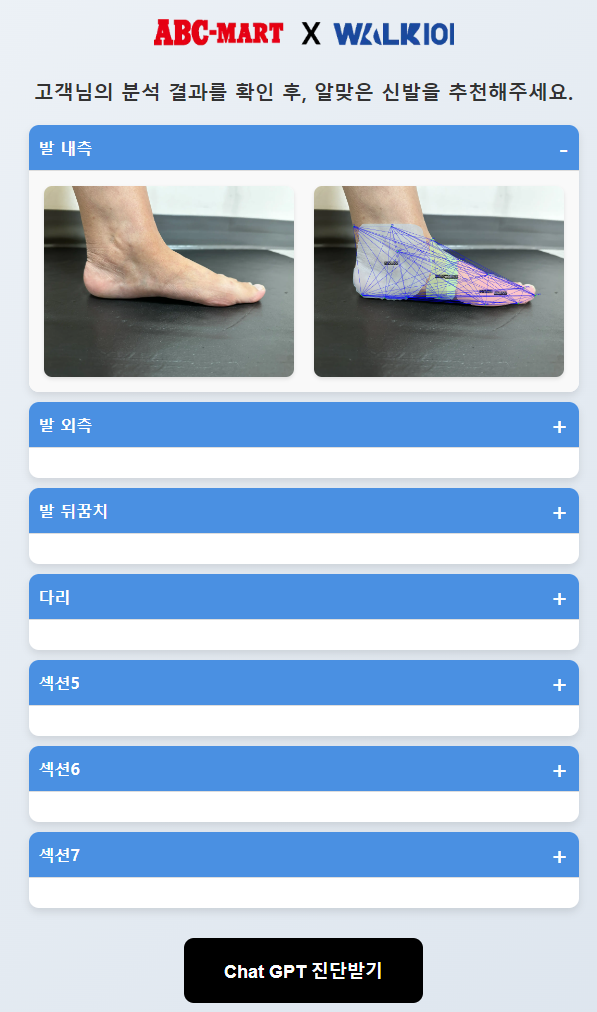 ABC-MART X WALK101
고객님의 분석 결과를 확인 후, 알맞은 신발을 추천해주세요.
발 내측 -
발 외측 +
발 뒤꿈치 +
다리 +
섹션5 +
섹션6 +
섹션7 +
Chat GPT 진단받기